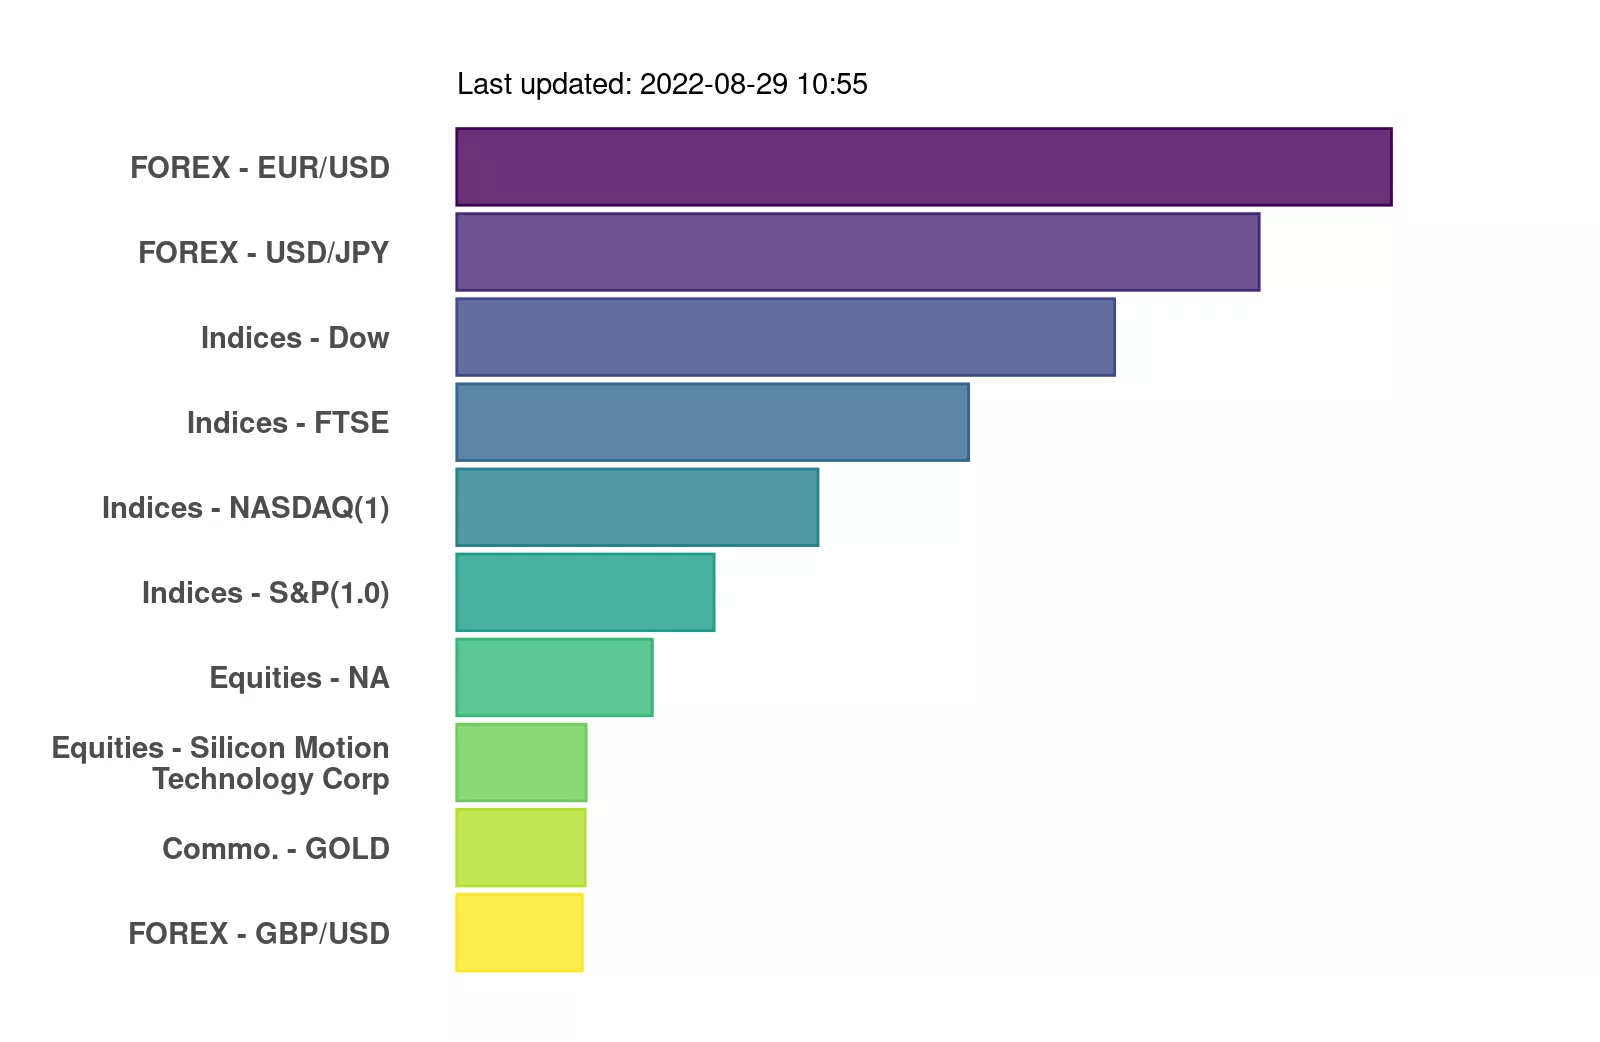 Last updated: 2022-08-29 10:55
FOREX - EUR/USD
FOREX - USD/JPY
Indices - Dow
Indices - FTSE
Indices - NASDAQ(1)
Indices - S&P(1.0)
Equities - NA
Equities - Silicon Motion
Technology Corp
Commo. - GOLD
FOREX - GBP/USD